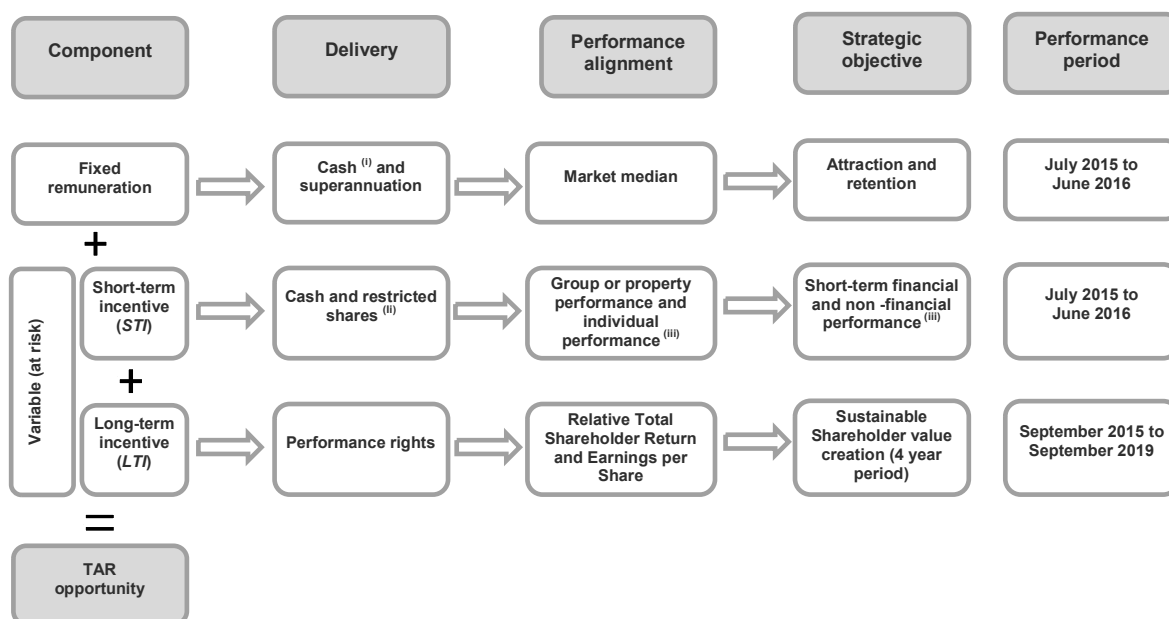 Component
Delivery
Performance
alignment
Strategic
objective
Performance
period
Fixed
remuneration
Cash (i) and
superannuation
Market median
Attraction and
retention
July 2015 to
June 2016
+
Variable (at risk)
Short-term
incentive
(STI)
Cash and restricted
shares (ii)
Group or property
performance and
individual
performance (iii)
Short-term financial
and non -financial
performance (iii)
July 2015 to
June 2016
+
Long-term
incentive
(LTI)
Performance rights
Relative Total
Shareholder Return
and Earnings per
Share
Sustainable
Shareholder value
creation (4 year
period)
September 2015 to
September 2019
=
TAR
opportunity